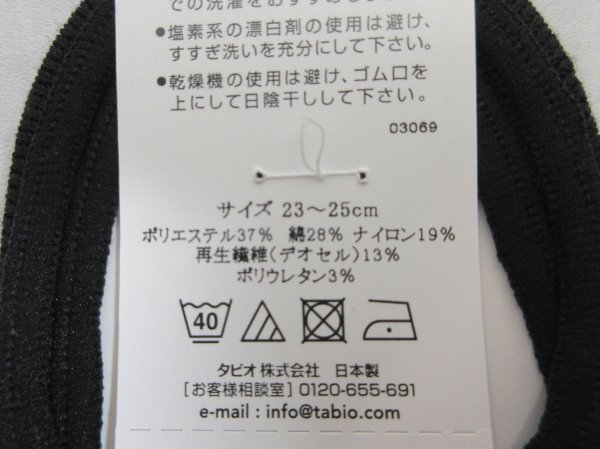 での洗濯をおすすめします。
●塩素系の漂白剤の使用は避け、
すすぎ洗いを充分にして下さい。
●乾燥機の使用は避け、ゴム口を
上にして日陰干しして下さい。
03069
サイズ 23～25cm
ポリエステル37% 綿28% ナイロン19%
再生繊維(デオセル)13%
ポリウレタン3%
40
タビオ株式会社 日本製
[お客様相談室] 0120-655-691
e-mail : info@tabio.com